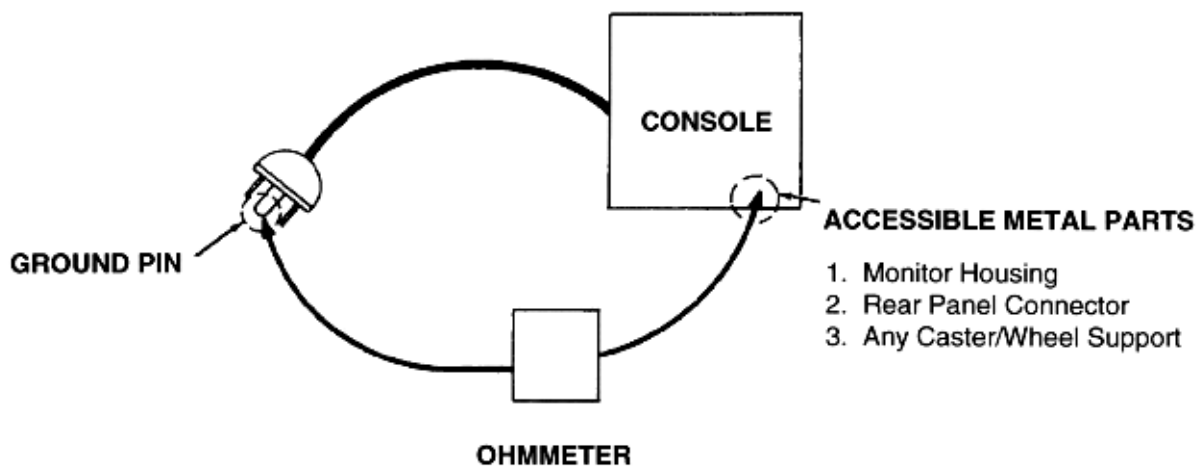 CONSOLE
ACCESSIBLE METAL PARTS
GROUND PIN
1. Monitor Housing
2. Rear Panel Connector
3. Any Caster/Wheel Support
OHMMETER